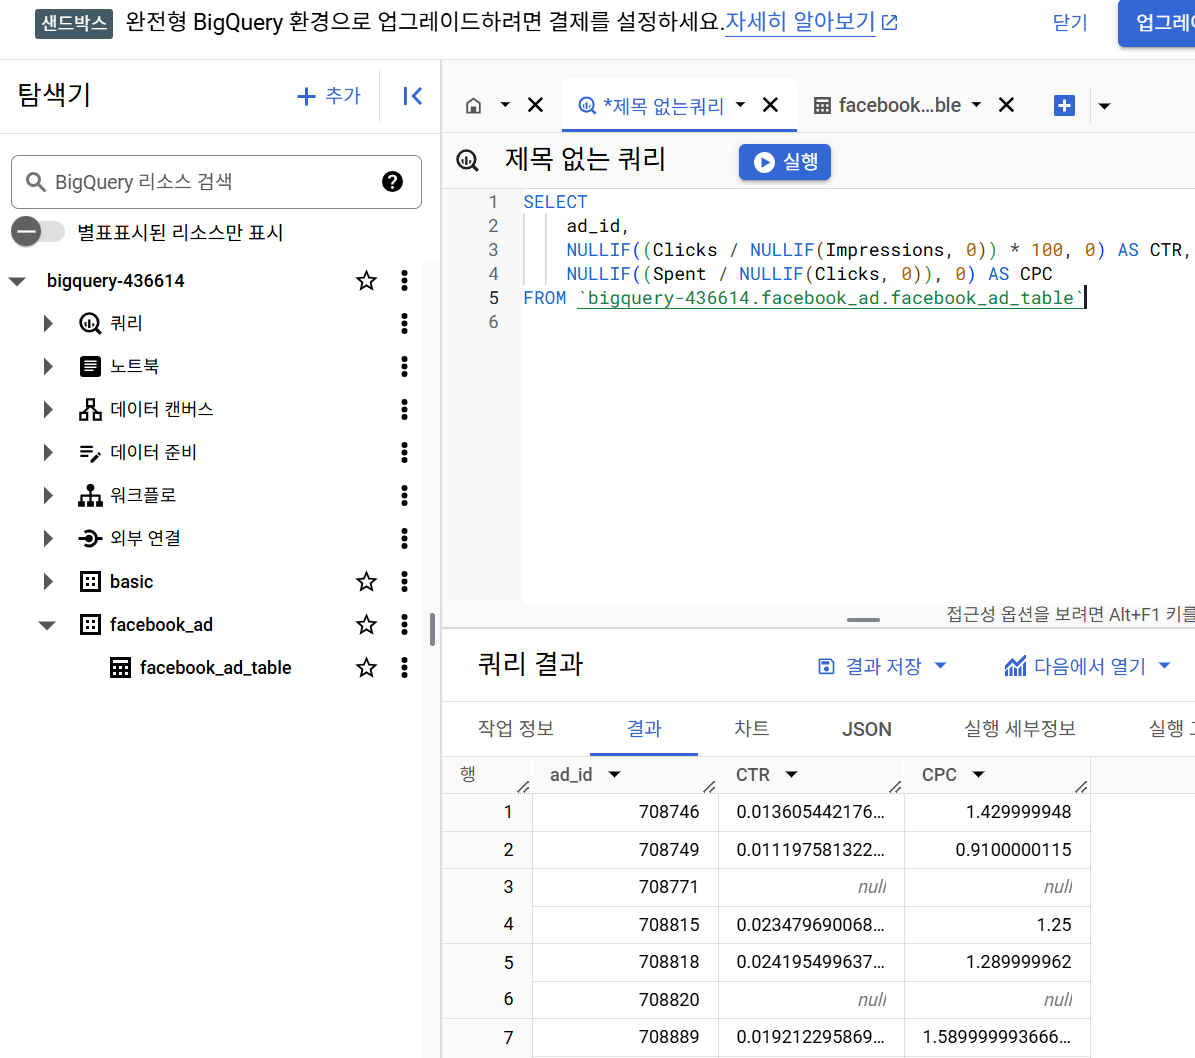 샌드박스 완전형 BigQuery 환경으로 업그레이드하려면 결제를 설정하세요. 자세히 알아보기 닫기
탐색기 추가
BigQuery 리소스 검색
별표표시된 리소스만 표시
bigquery-436614
쿼리
노트북
데이터 캔버스
데이터 준비
워크플로
외부 연결
basic
facebook_ad
facebook_ad_table
*제목 없는쿼리 facebook...ble
제목 없는 쿼리 실행
1 SELECT
2 ad_id,
3 NULLIF((Clicks / NULLIF(Impressions, 0)) * 100, 0) AS CTR,
4 NULLIF((Spent / NULLIF(Clicks, 0)), 0) AS CPC
5 FROM `bigquery-436614.facebook_ad.facebook_ad_table`
6
접근성 옵션을 보려면 Alt+F1 키를
쿼리 결과 결과 저장 다음에서 열기
작업 정보 결과 차트 JSON 실행 세부정보 실행
행 ad_id CTR CPC
1 708746 0.013605442176... 1.429999948
2 708749 0.011197581322... 0.9100000115
3 708771 null null
4 708815 0.023479690068... 1.25
5 708818 0.024195499637... 1.289999962
6 708820 null null
7 708889 0.019212295869... 1.589999993666...